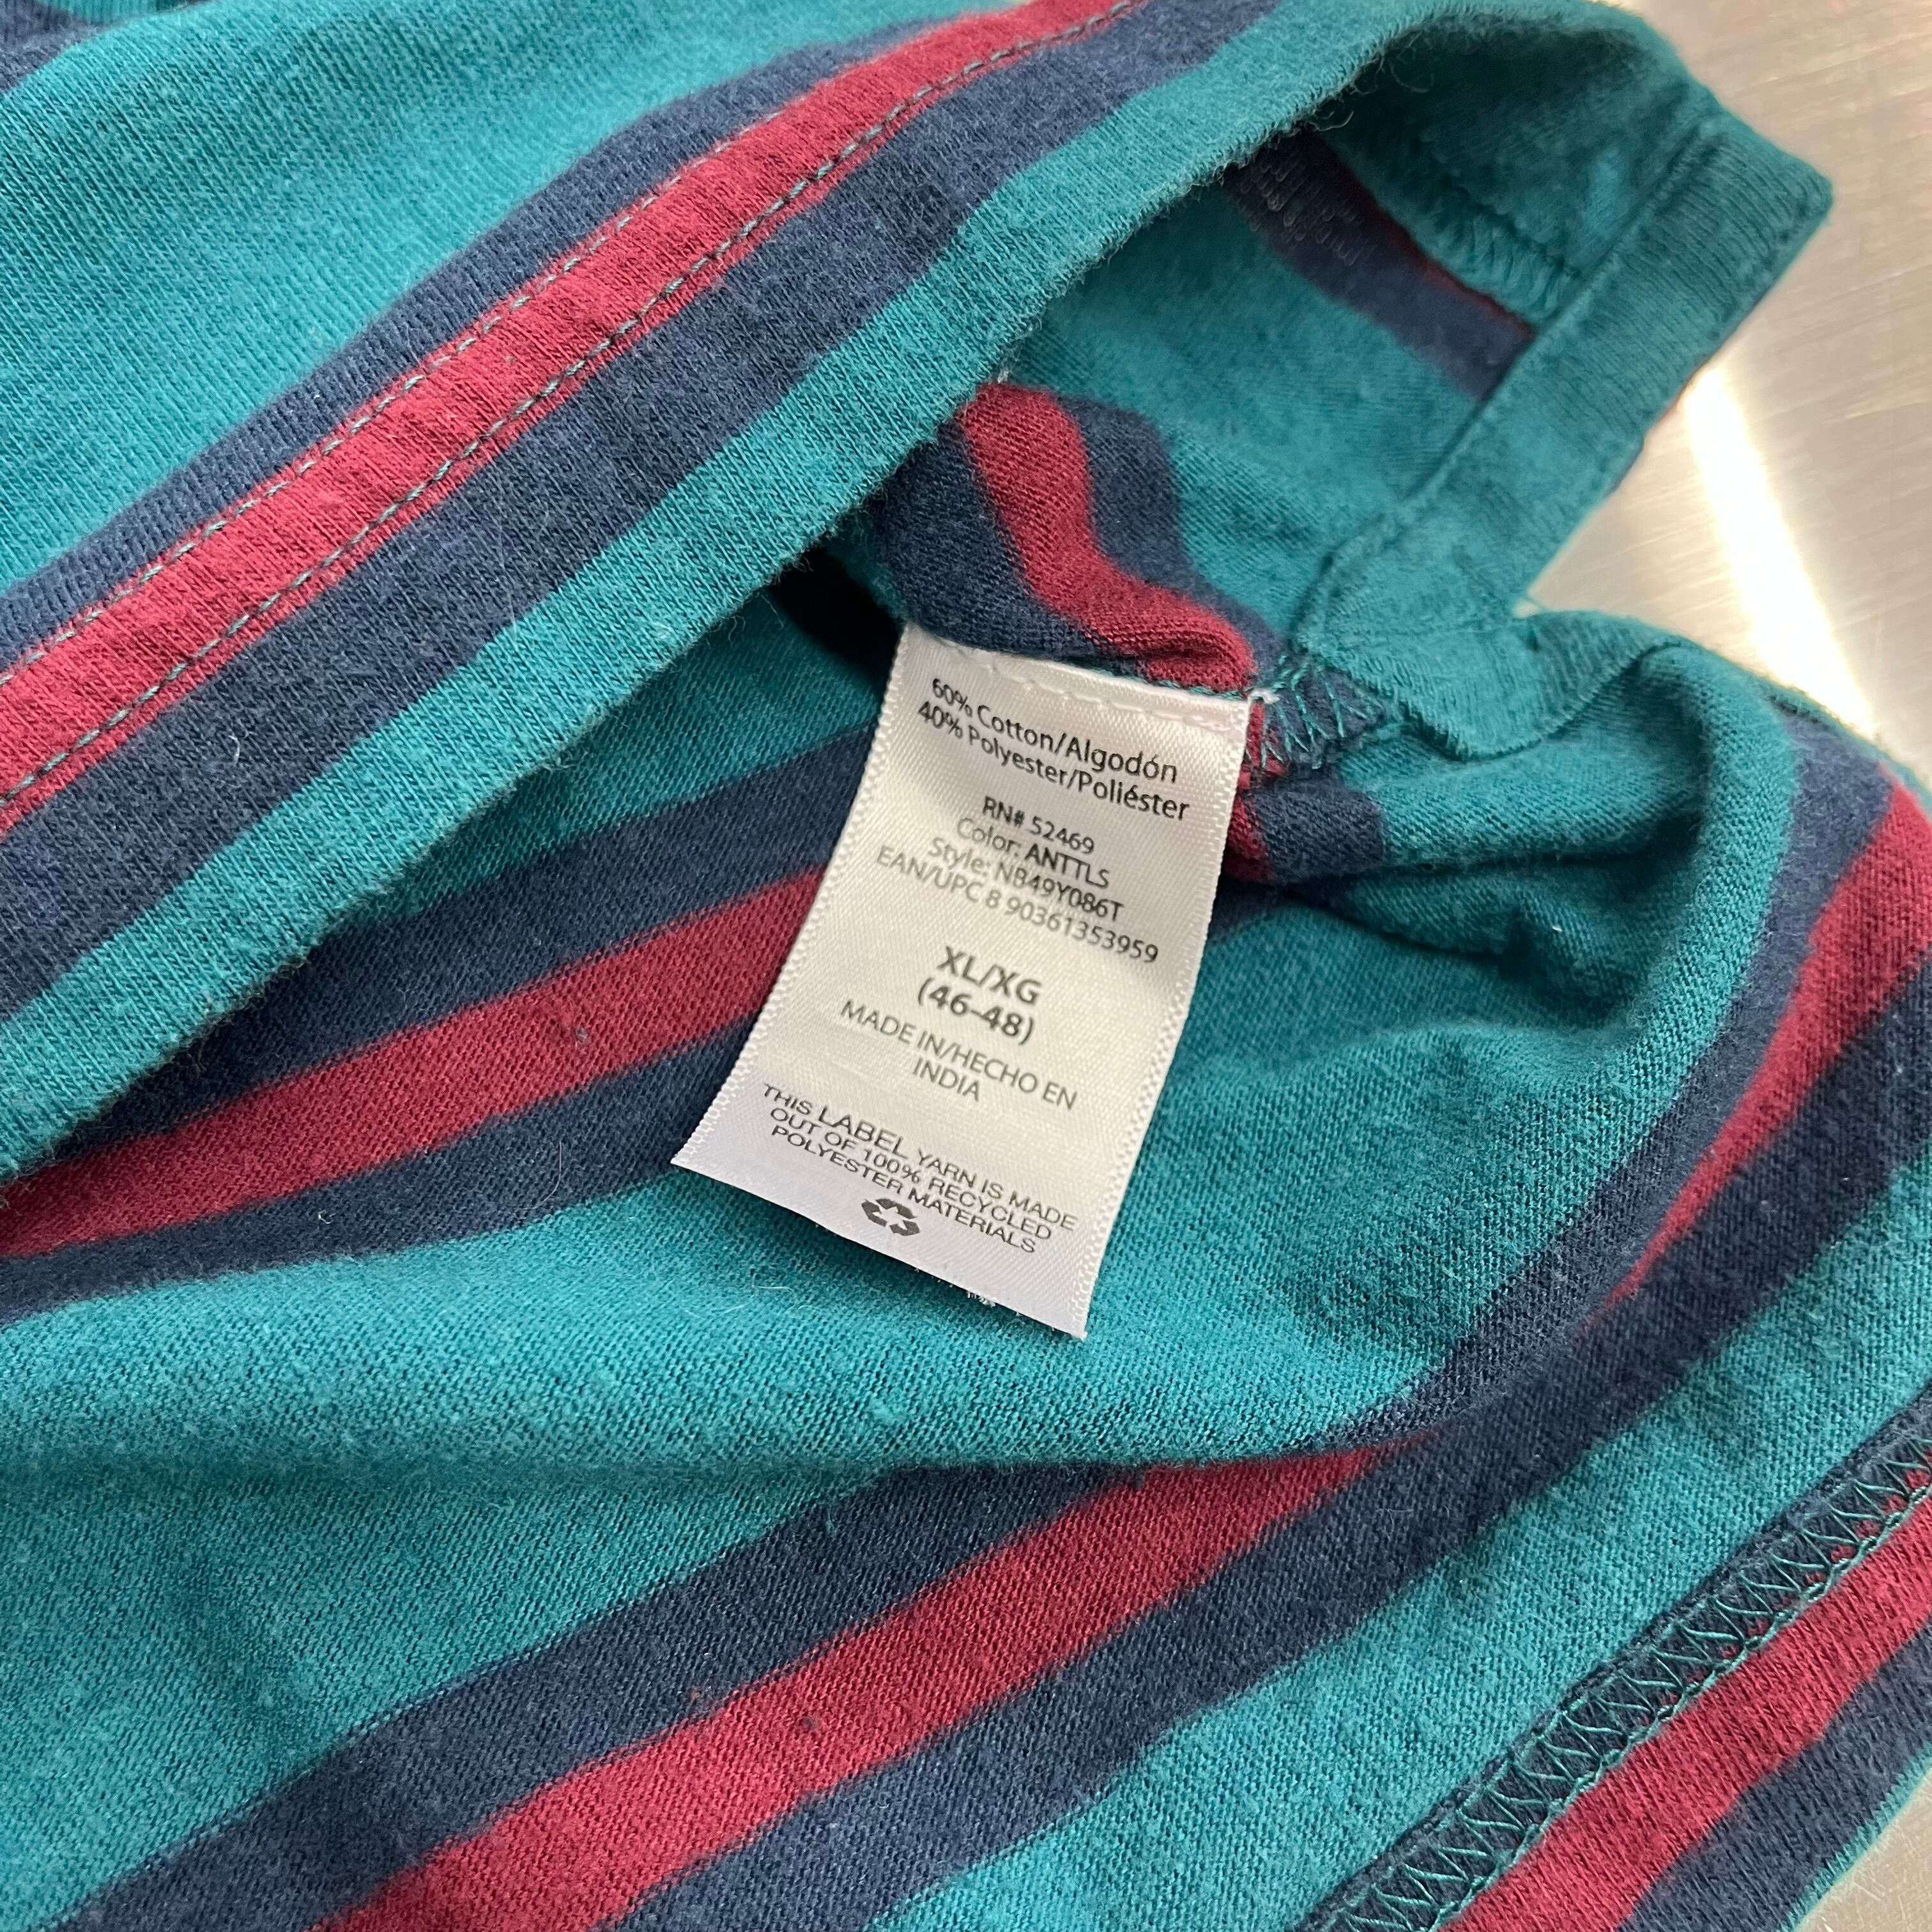 60% Cotton/Algodón
40% Polyester/Poliéster
RN# 52469
Color: ANTTLS
Style: NB49Y086T
EAN/UPC 8 90361353959
XL/XG
(46-48)
MADE IN/HECHO EN
INDIA
THIS LABEL YARN IS MADE
OUT OF 100% RECYCLED
POLYESTER MATERIALS